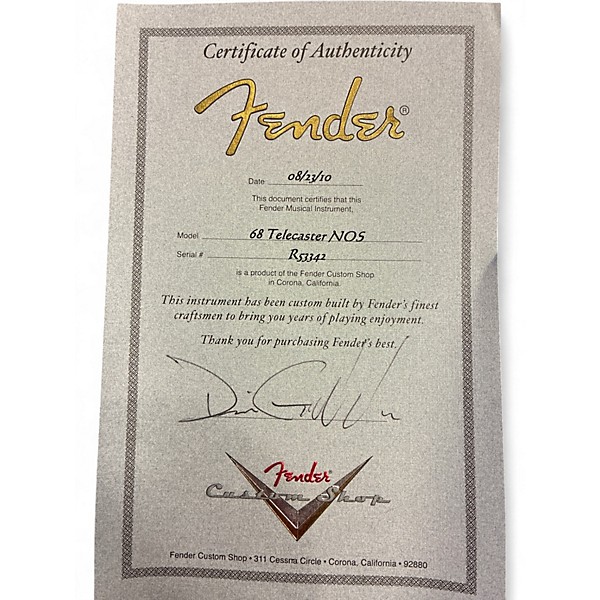 Certificate of Authenticity
Fender®
Date 08/23/10
This document certifies that this
Fender Musical Instrument,
Model 68 Telecaster NOS
Serial # R53342
is a product of the Fender Custom Shop
in Corona, California.
This instrument has been custom built by Fender's finest
craftsmen to bring you years of playing enjoyment.
Thank you for purchasing Fender's best.
Fender
Custom Shop
Fender Custom Shop • 311 Cessna Circle • Corona, California • 92880